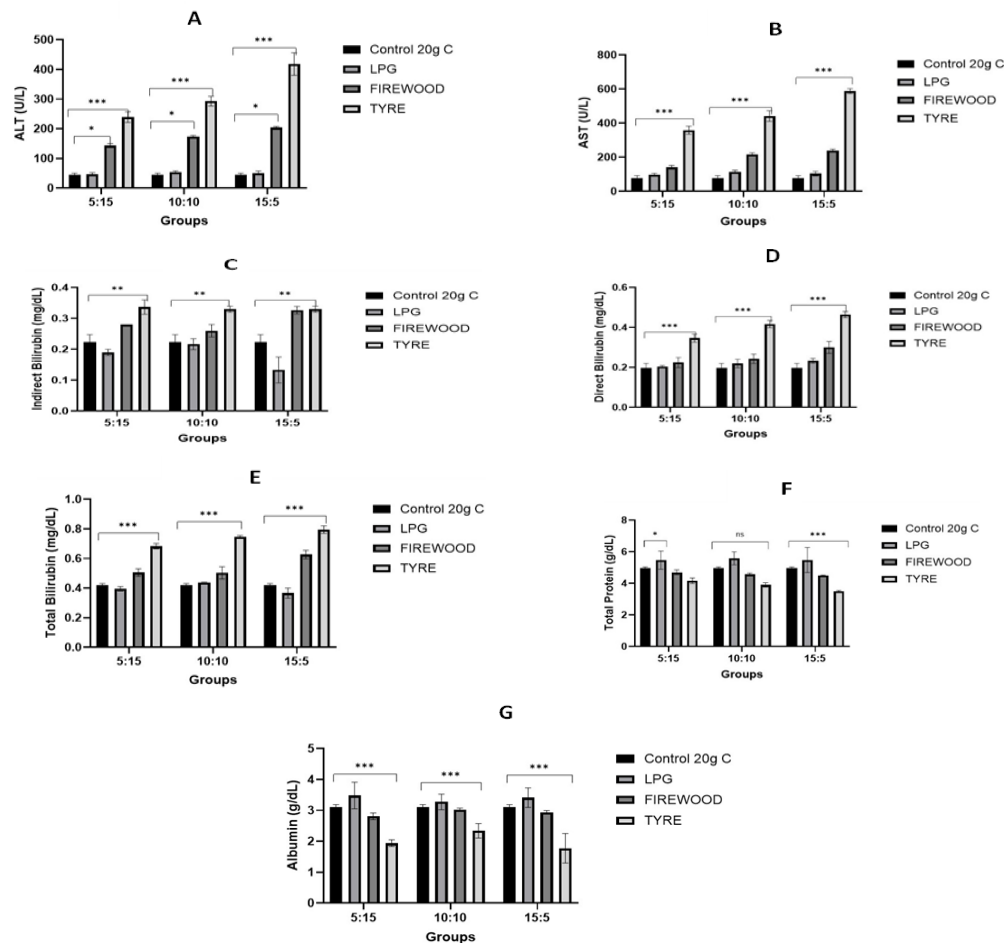 A
ALT (U/L)
500
400
300
200
100
0
*** *** ***
* * *
5:15 10:10 15:5
Groups
Control 20g C
LPG
FIREWOOD
TYRE
B
AST (U/L)
800
600
400
200
0
*** *** ***
5:15 10:10 15:5
Groups
Control 20g C
LPG
FIREWOOD
TYRE
C
Indirect Bilirubin (mg/dL)
0.4
0.3
0.2
0.1
0.0
** ** **
5:15 10:10 15:5
Groups
Control 20g C
LPG
FIREWOOD
TYRE
D
Direct Bilirubin (mg/dL)
0.6
0.4
0.2
0.0
*** *** ***
5:15 10:10 15:5
Groups
Control 20g C
LPG
FIREWOOD
TYRE
E
Total Bilirubin (mg/dL)
1.0
0.8
0.6
0.4
0.2
0.0
*** *** ***
5:15 10:10 15:5
Groups
Control 20g C
LPG
FIREWOOD
TYRE
F
Total Protein (g/dL)
8
6
4
2
0
* ns ***
5:15 10:10 15:5
Groups
Control 20g C
LPG
FIREWOOD
TYRE
G
Albumin (g/dL)
5
4
3
2
1
0
*** *** ***
5:15 10:10 15:5
Groups
Control 20g C
LPG
FIREWOOD
TYRE